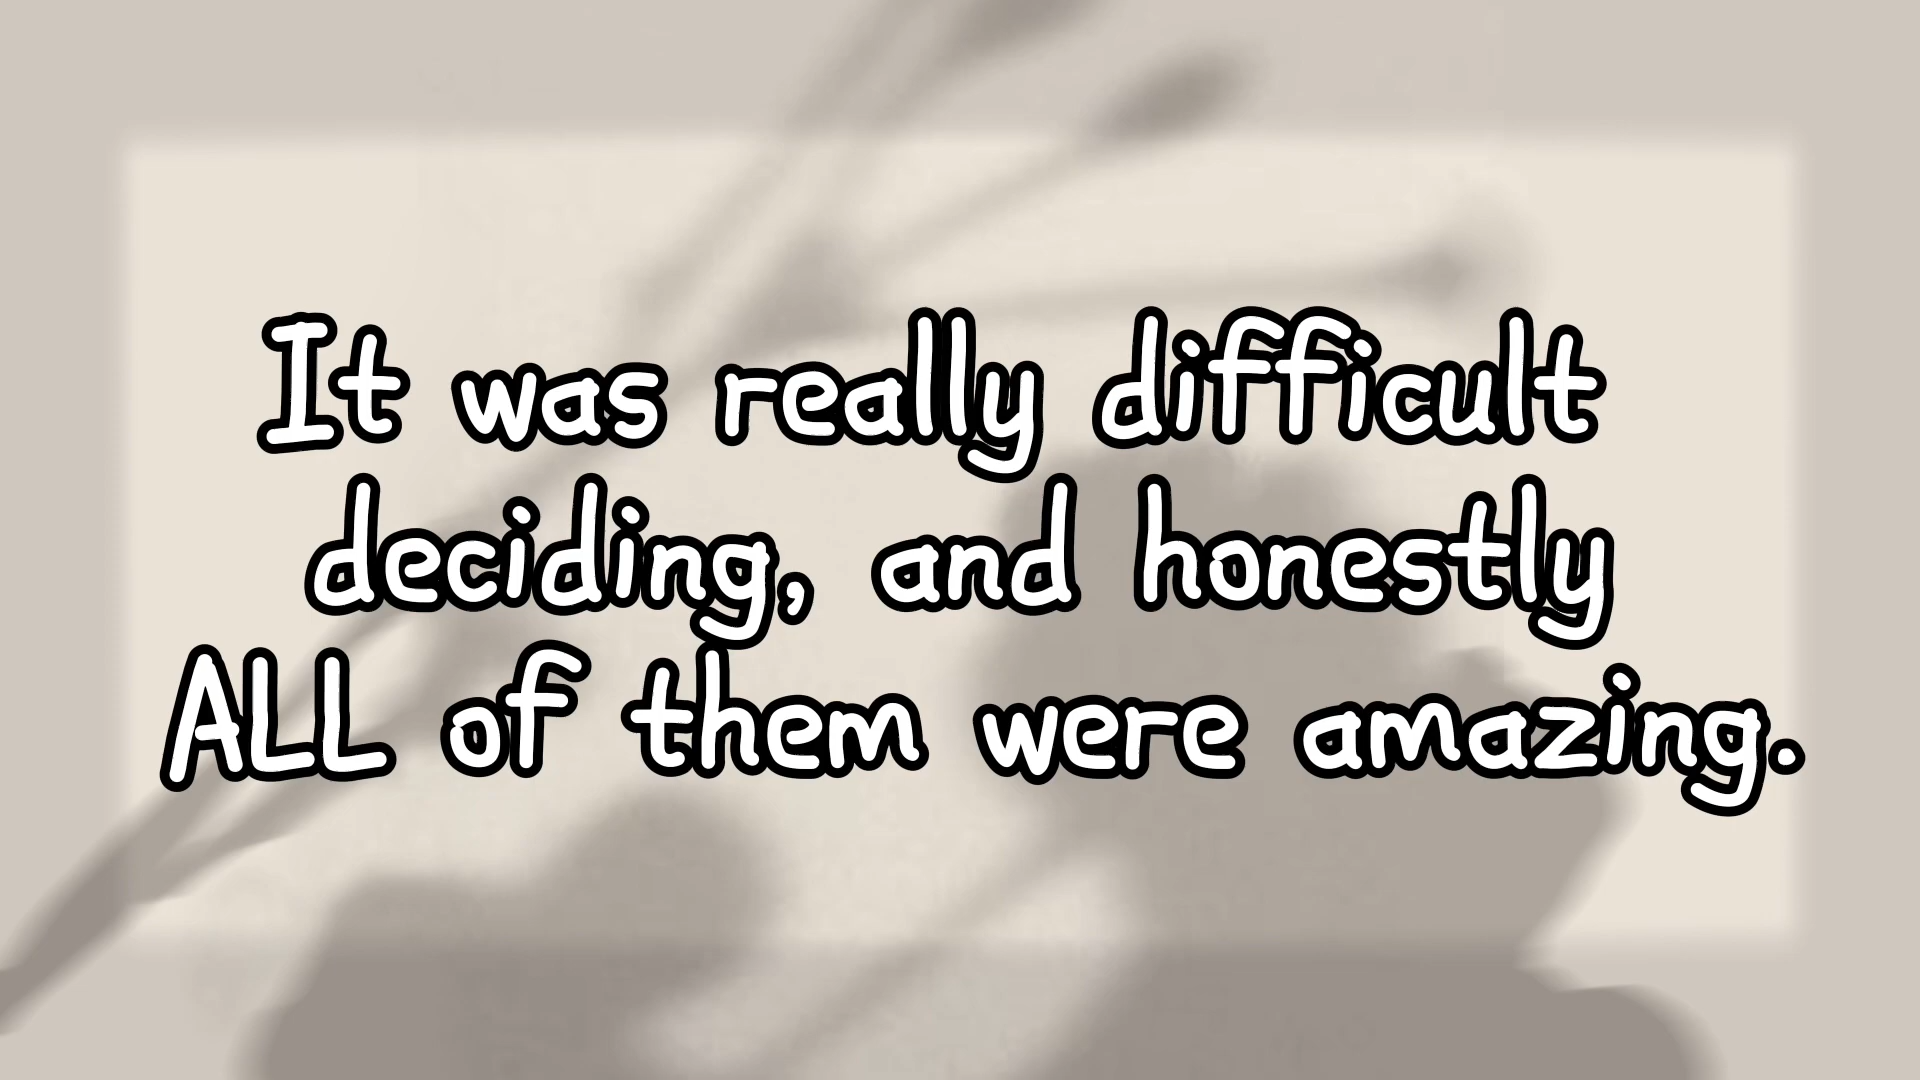 It was really difficult
deciding, and honestly
ALL of them were amazing.